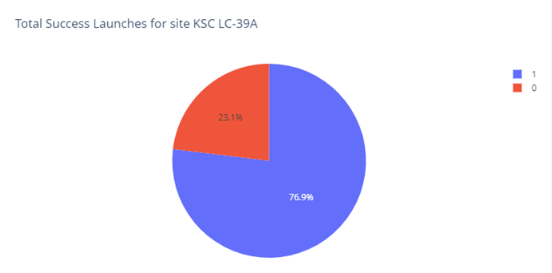 Total Success Launches for site KSC LC-39A
1
0
23.1%
76.9%